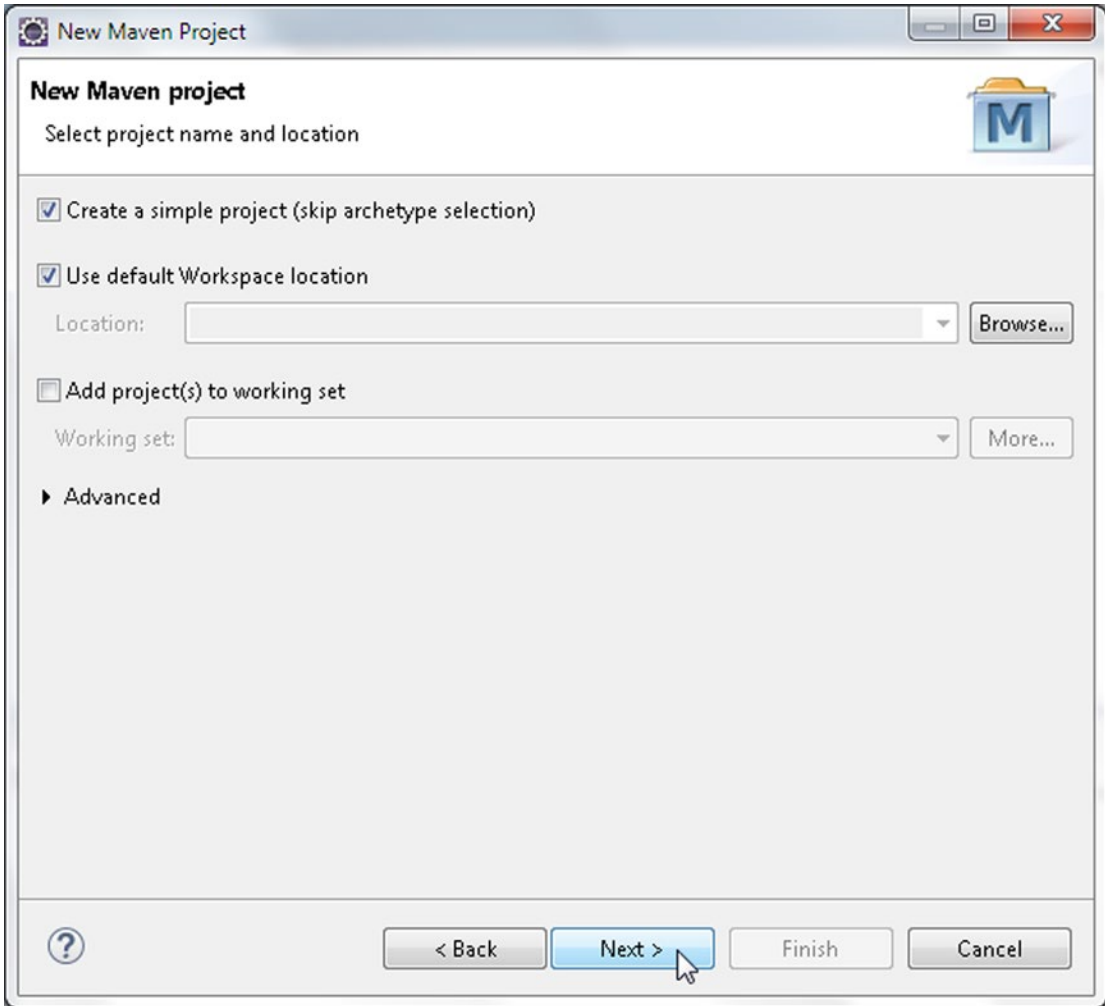 New Maven Project
New Maven project
Select project name and location
M
Create a simple project (skip archetype selection)
Use default Workspace location
Location:
Browse...
Add project(s) to working set
Working set:
More...
Advanced
?
< Back
Next >
Finish
Cancel